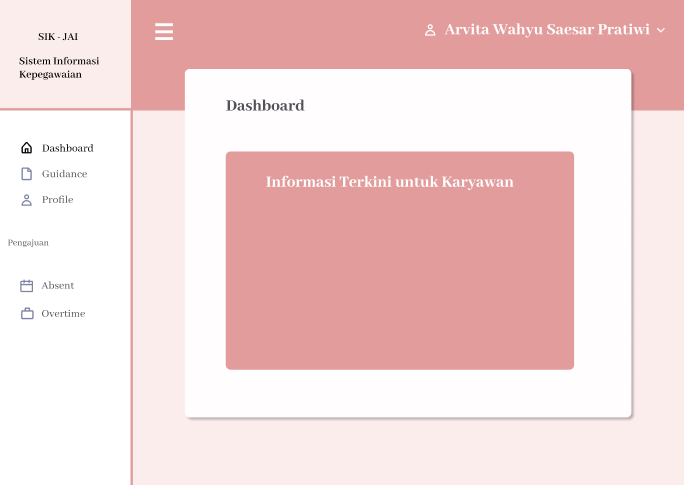 SIK - JAI
Sistem Informasi
Kepegawaian
Arvita Wahyu Saesar Pratiwi
Dashboard
Guidance
Profile
Pengajuan
Absent
Overtime
Dashboard
Informasi Terkini untuk Karyawan